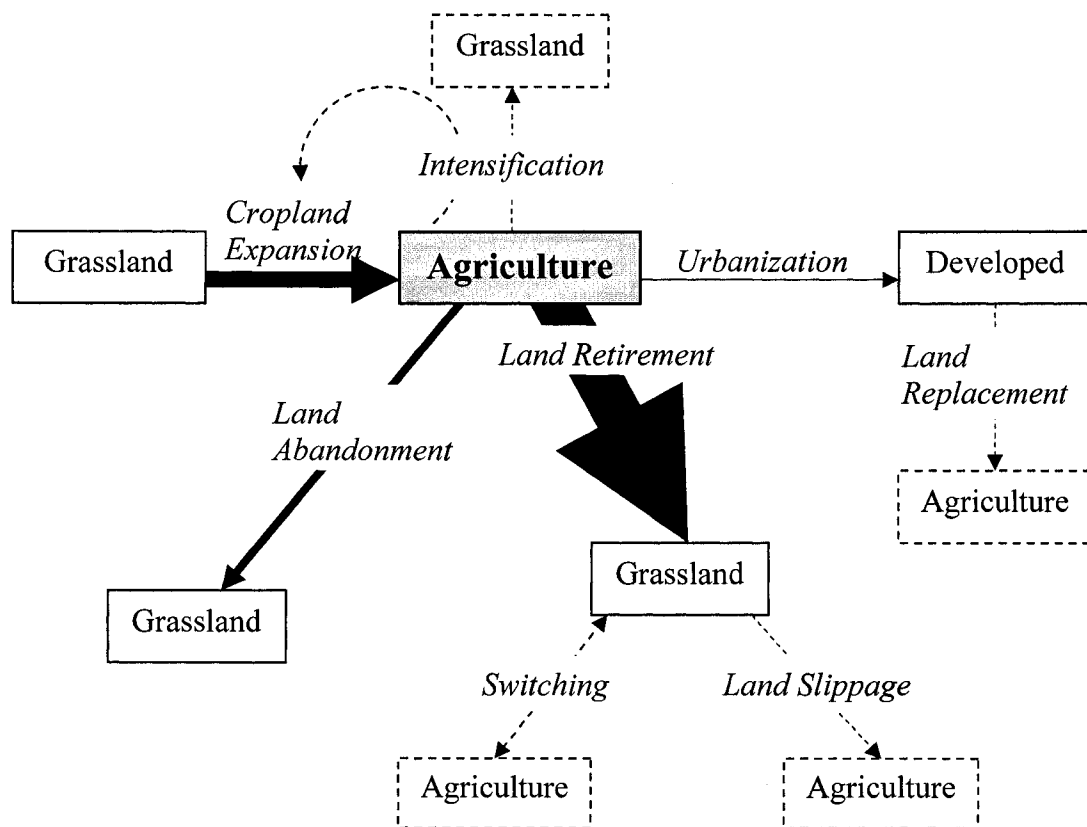 Grassland
Intensification
Cropland
Expansion
Grassland
Agriculture
Urbanization
Developed
Land Retirement
Land
Replacement
Land
Abandonment
Agriculture
Grassland
Grassland
Switching
Land Slippage
Agriculture
Agriculture